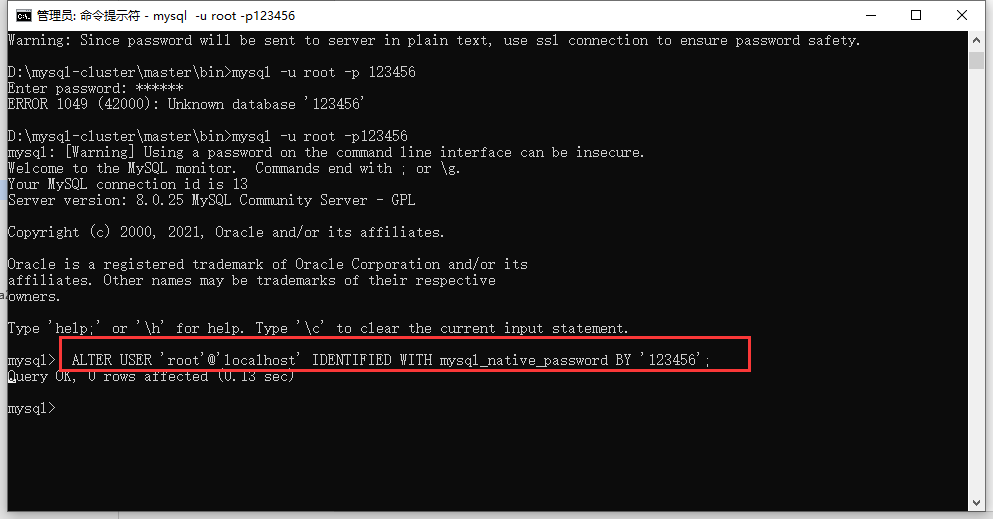 管理员: 命令提示符 - mysql  -u root -p123456
Warning: Since password will be sent to server in plain text, use ssl connection to ensure password safety.
D:\mysql-cluster\master\bin>mysql -u root -p 123456
Enter password: ******
ERROR 1049 (42000): Unknown database '123456'
D:\mysql-cluster\master\bin>mysql -u root -p123456
mysql: [Warning] Using a password on the command line interface can be insecure.
Welcome to the MySQL monitor.  Commands end with ; or \g.
Your MySQL connection id is 13
Server version: 8.0.25 MySQL Community Server - GPL
Copyright (c) 2000, 2021, Oracle and/or its affiliates.
Oracle is a registered trademark of Oracle Corporation and/or its
affiliates. Other names may be trademarks of their respective
owners.
Type 'help;' or '\h' for help. Type '\c' to clear the current input statement.
mysql>  ALTER USER 'root'@'localhost' IDENTIFIED WITH mysql_native_password BY '123456';
Query OK, 0 rows affected (0.13 sec)
mysql>